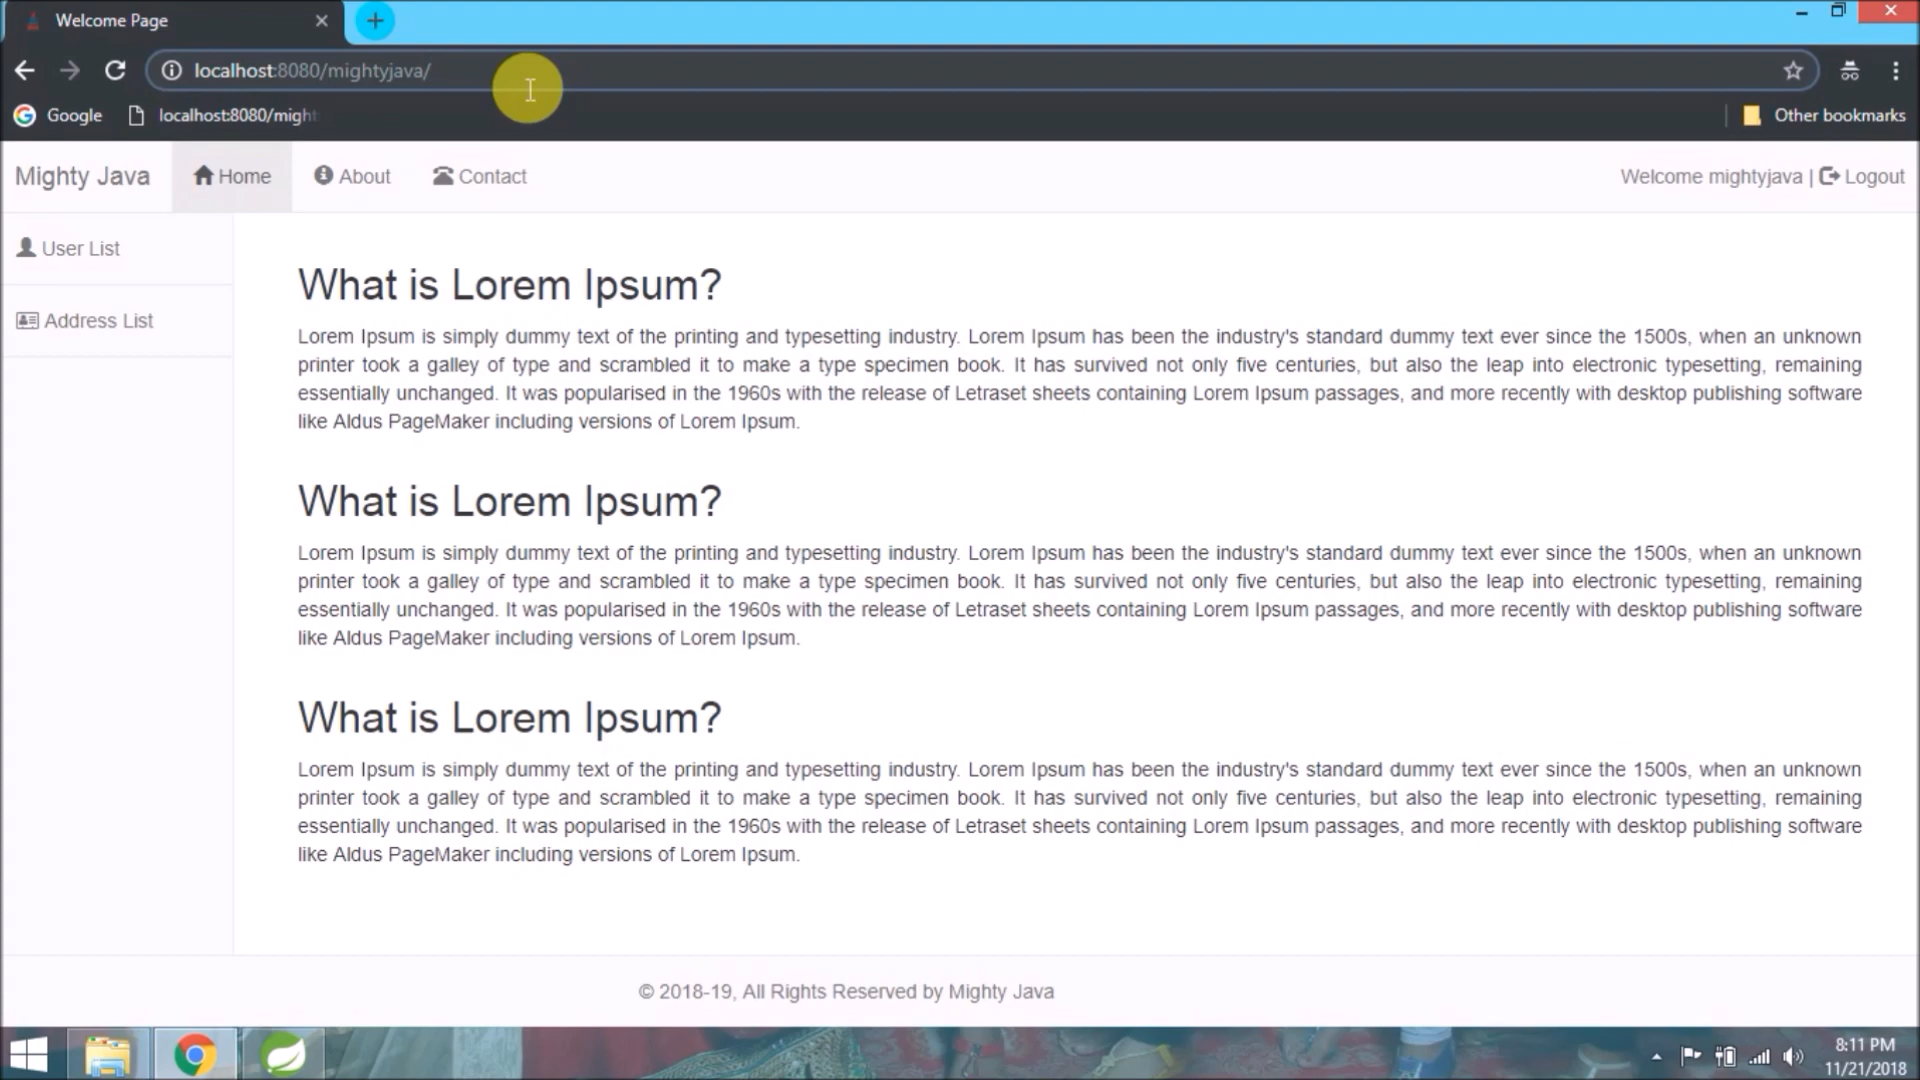 Welcome Page
localhost:8080/mightyjava/
Google localhost:8080/might Other bookmarks
Mighty Java Home About Contact Welcome mightyjava | Logout
User List
Address List
What is Lorem Ipsum?
Lorem Ipsum is simply dummy text of the printing and typesetting industry. Lorem Ipsum has been the industry's standard dummy text ever since the 1500s, when an unknown
printer took a galley of type and scrambled it to make a type specimen book. It has survived not only five centuries, but also the leap into electronic typesetting, remaining
essentially unchanged. It was popularised in the 1960s with the release of Letraset sheets containing Lorem Ipsum passages, and more recently with desktop publishing software
like Aldus PageMaker including versions of Lorem Ipsum.
What is Lorem Ipsum?
Lorem Ipsum is simply dummy text of the printing and typesetting industry. Lorem Ipsum has been the industry's standard dummy text ever since the 1500s, when an unknown
printer took a galley of type and scrambled it to make a type specimen book. It has survived not only five centuries, but also the leap into electronic typesetting, remaining
essentially unchanged. It was popularised in the 1960s with the release of Letraset sheets containing Lorem Ipsum passages, and more recently with desktop publishing software
like Aldus PageMaker including versions of Lorem Ipsum.
What is Lorem Ipsum?
Lorem Ipsum is simply dummy text of the printing and typesetting industry. Lorem Ipsum has been the industry's standard dummy text ever since the 1500s, when an unknown
printer took a galley of type and scrambled it to make a type specimen book. It has survived not only five centuries, but also the leap into electronic typesetting, remaining
essentially unchanged. It was popularised in the 1960s with the release of Letraset sheets containing Lorem Ipsum passages, and more recently with desktop publishing software
like Aldus PageMaker including versions of Lorem Ipsum.
© 2018-19, All Rights Reserved by Mighty Java
8:11 PM
11/21/2018